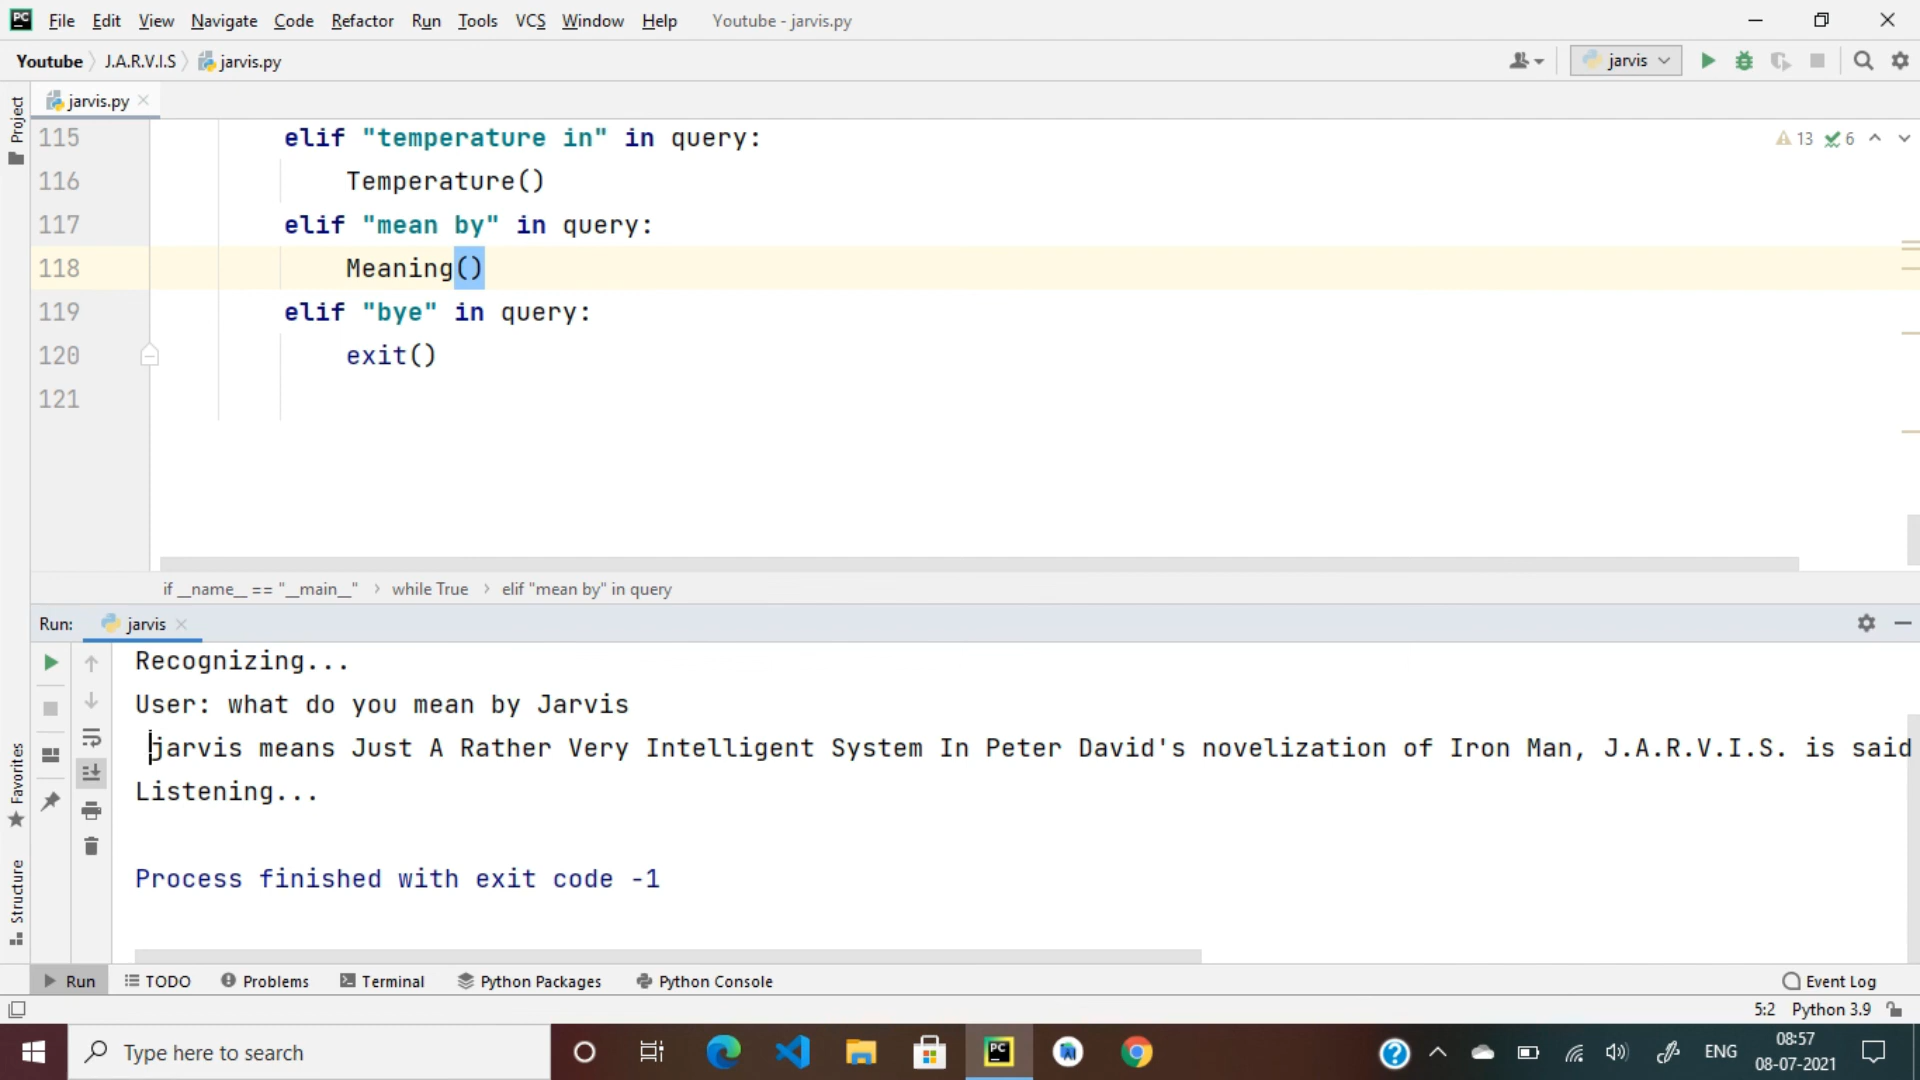 PC File Edit View Navigate Code Refactor Run Tools VCS Window Help Youtube - jarvis.py
Youtube J.A.R.V.I.S jarvis.py jarvis
Project jarvis.py
115 elif "temperature in" in query: 13 6
116 Temperature()
117 elif "mean by" in query:
118 Meaning()
119 elif "bye" in query:
120 exit()
121
if __name__ == "__main__" › while True › elif "mean by" in query
Run: jarvis
Recognizing...
User: what do you mean by Jarvis
jarvis means Just A Rather Very Intelligent System In Peter David's novelization of Iron Man, J.A.R.V.I.S. is said
Listening...
Process finished with exit code -1
Favorites
Structure
Run TODO Problems Terminal Python Packages Python Console Event Log
5:2 Python 3.9
Type here to search PC ENG 08:57
08-07-2021